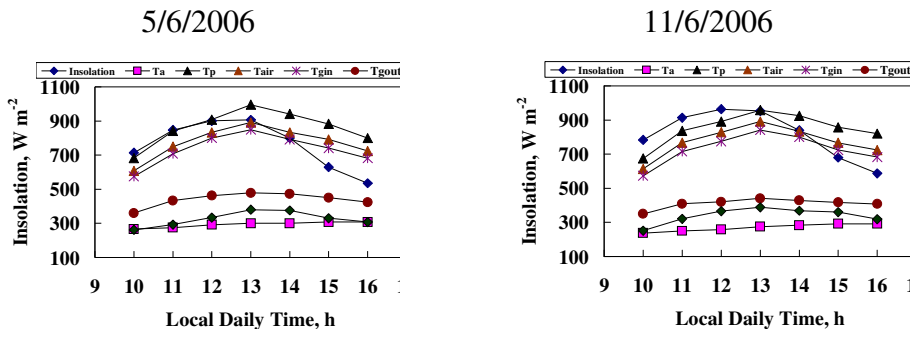 5/6/2006
11/6/2006
Insolation Ta Tp Tair Tgin Tgout
1100
900
700
500
300
100
9 10 11 12 13 14 15 16
Insolation, W m-2
Local Daily Time, h
Insolation Ta Tp Tair Tgin Tgout
1100
900
700
500
300
100
9 10 11 12 13 14 15 16
Insolation, W m-2
Local Daily Time, h